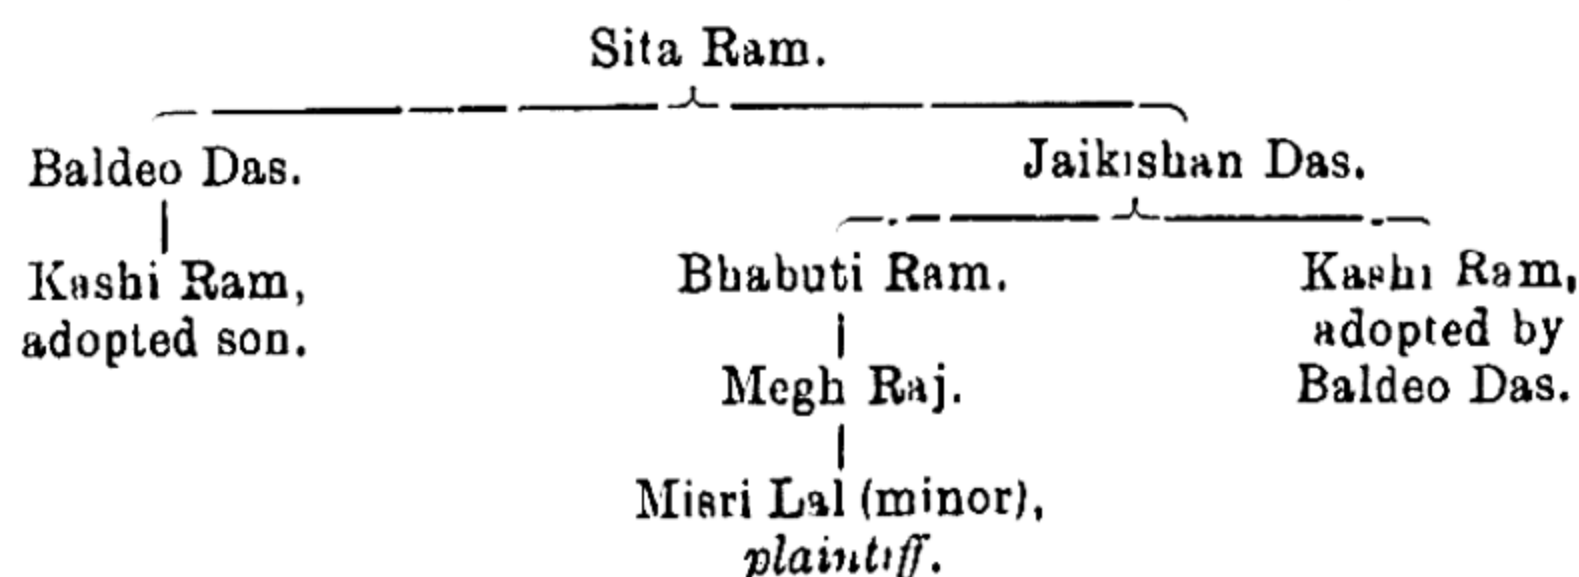 Sita Ram.
Baldeo Das.
Jaikishan Das.
Kashi Ram,
adopted son.
Bhabuti Ram.
Kashi Ram,
adopted by
Baldeo Das.
Megh Raj.
Misri Lal (minor),
plaintiff.